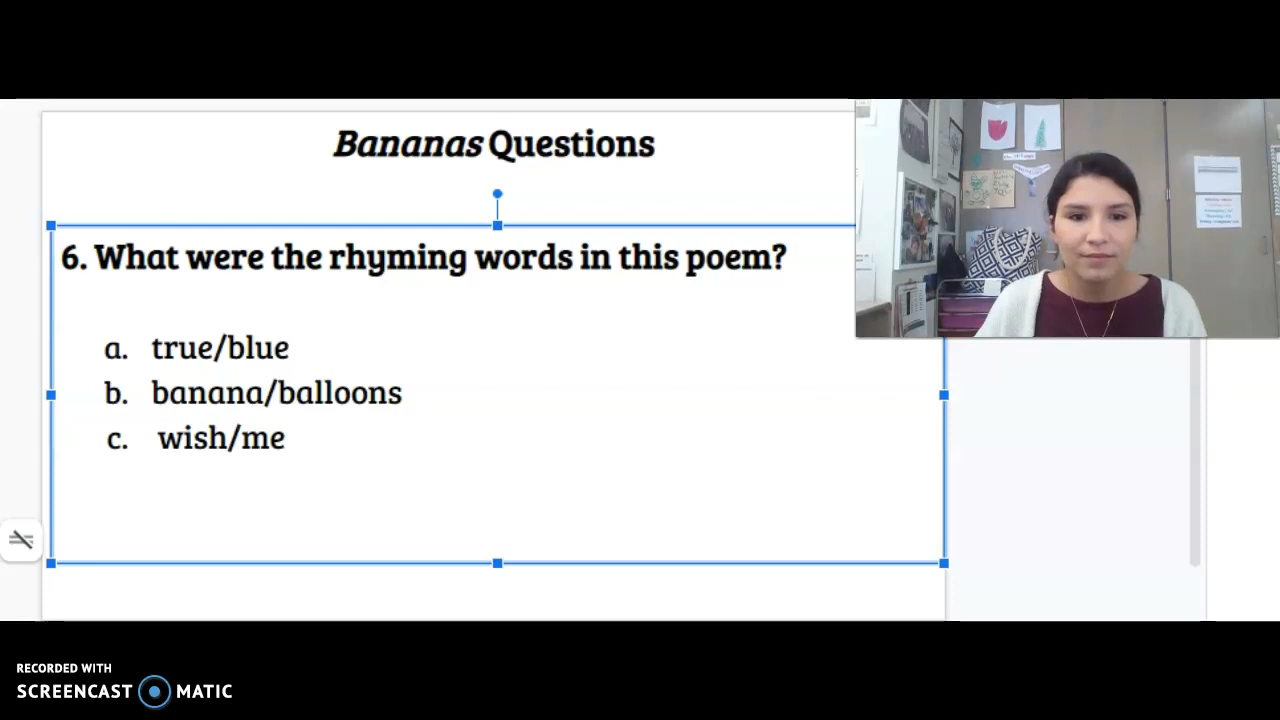 Bananas Questions
6. What were the rhyming words in this poem?
a. true/blue
b. banana/balloons
c. wish/me
RECORDED WITH
SCREENCAST MATIC